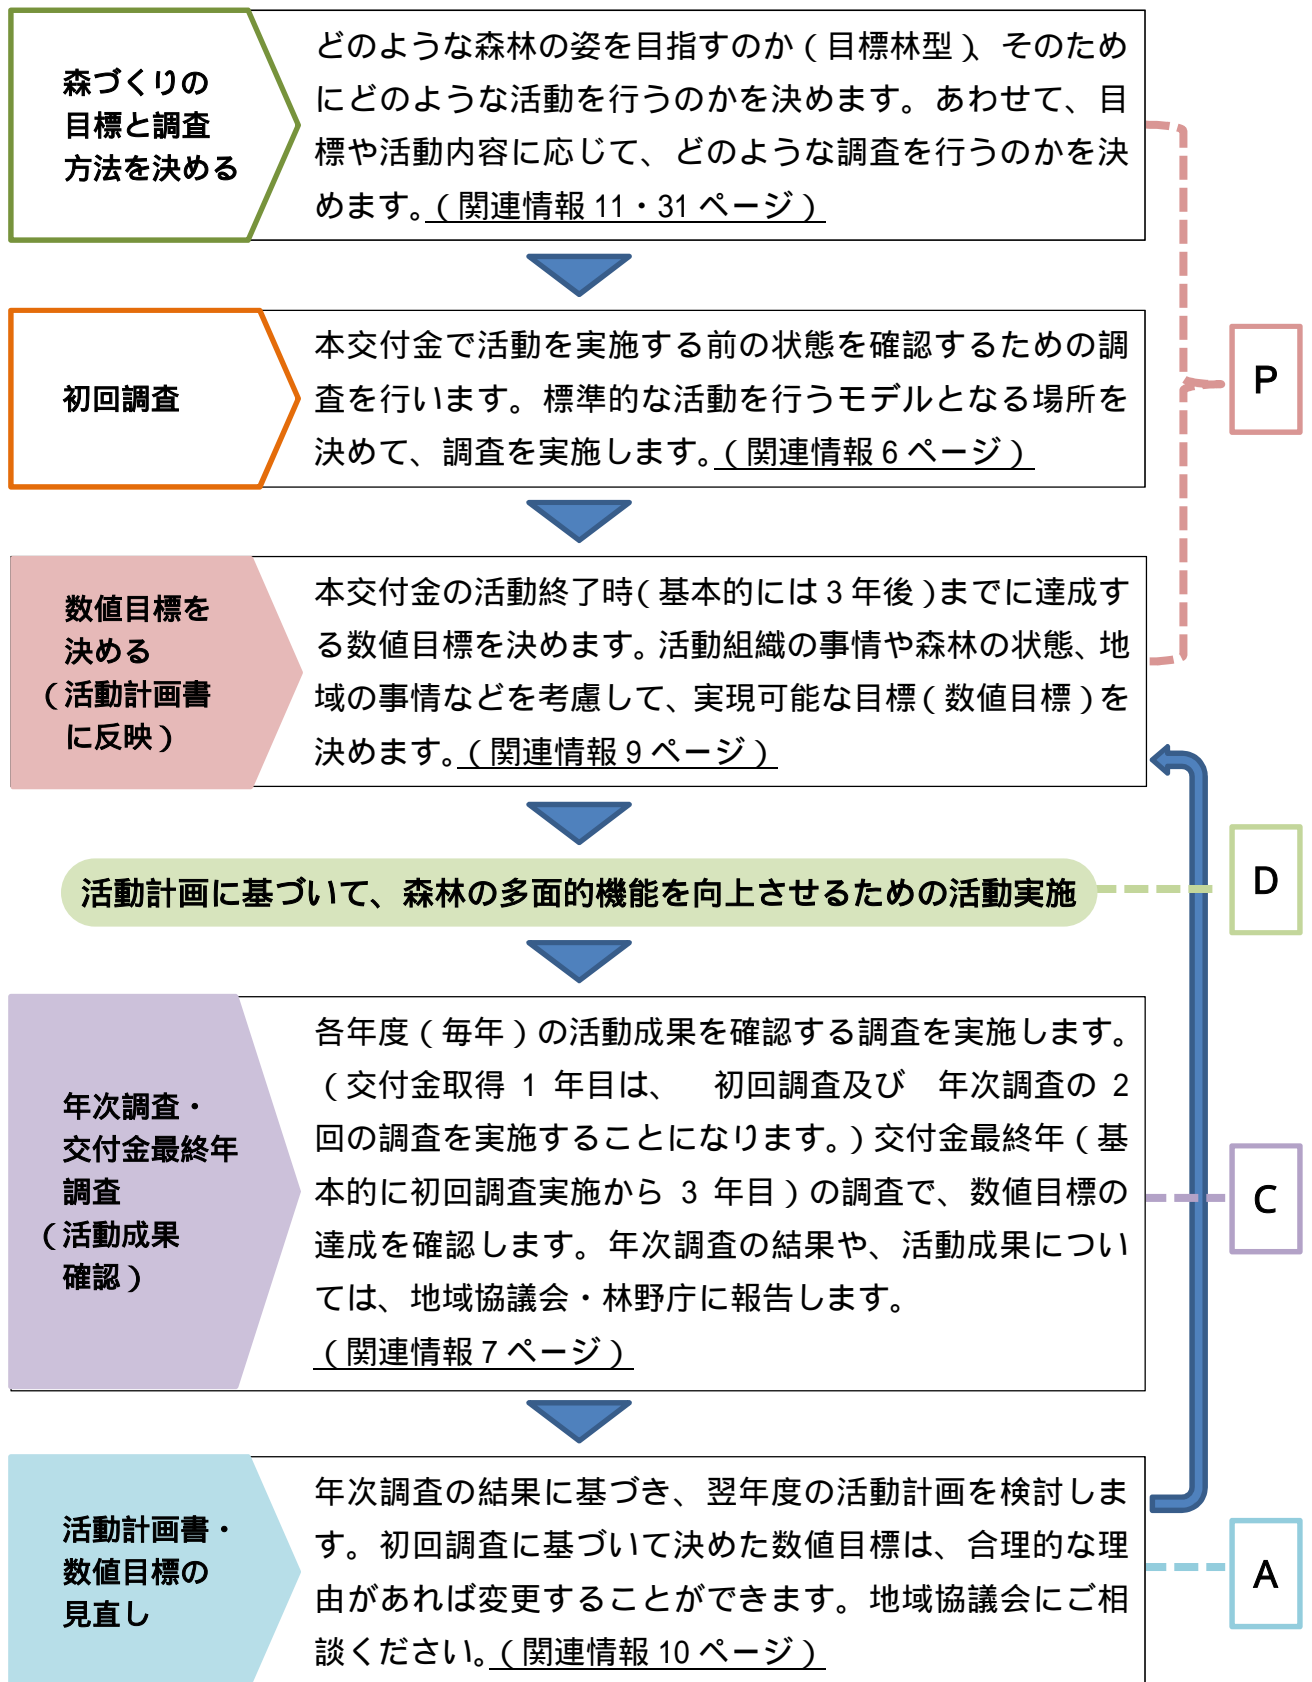 森づくりの
目標と調査
方法を決める
どのような森林の姿を目指すのか（目標林型）、そのため
にどのような活動を行うのかを決めます。あわせて、目
標や活動内容に応じて、どのような調査を行うのかを決
めます。（関連情報 11・31 ページ）
初回調査
本交付金で活動を実施する前の状態を確認するための調
査を行います。標準的な活動を行うモデルとなる場所を
決めて、調査を実施します。（関連情報 6 ページ）
P
数値目標を
決める
（活動計画書
に反映）
本交付金の活動終了時（基本的には 3 年後）までに達成す
る数値目標を決めます。活動組織の事情や森林の状態、地
域の事情などを考慮して、実現可能な目標（数値目標）を
決めます。（関連情報 9 ページ）
活動計画に基づいて、森林の多面的機能を向上させるための活動実施
D
年次調査・
交付金最終年
調査
（活動成果
確認）
各年度（毎年）の活動成果を確認する調査を実施します。
（交付金取得 1 年目は、　初回調査及び　年次調査の 2
回の調査を実施することになります。）交付金最終年（基
本的に初回調査実施から 3 年目）の調査で、数値目標の
達成を確認します。年次調査の結果や、活動成果につい
ては、地域協議会・林野庁に報告します。
（関連情報 7 ページ）
C
活動計画書・
数値目標の
見直し
年次調査の結果に基づき、翌年度の活動計画を検討しま
す。初回調査に基づいて決めた数値目標は、合理的な理
由があれば変更することができます。地域協議会にご相
談ください。（関連情報 10 ページ）
A